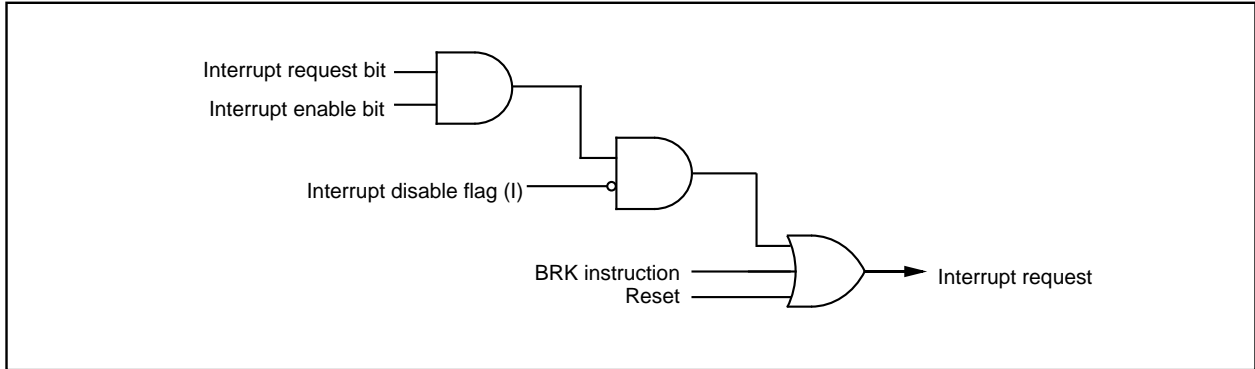 Interrupt request bit
Interrupt enable bit
Interrupt disable flag (I)
BRK instruction
Reset
Interrupt request